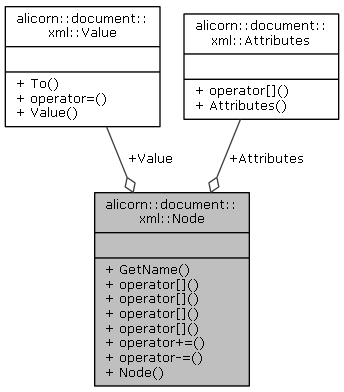 alicorn::document::
xml::Value
+ To()
+ operator=()
+ Value()
alicorn::document::
xml::Attributes
+ operator[]()
+ Attributes()
+Value
+Attributes
alicorn::document::
xml::Node
+ GetName()
+ operator[]()
+ operator[]()
+ operator[]()
+ operator[]()
+ operator+=()
+ operator-=()
+ Node()